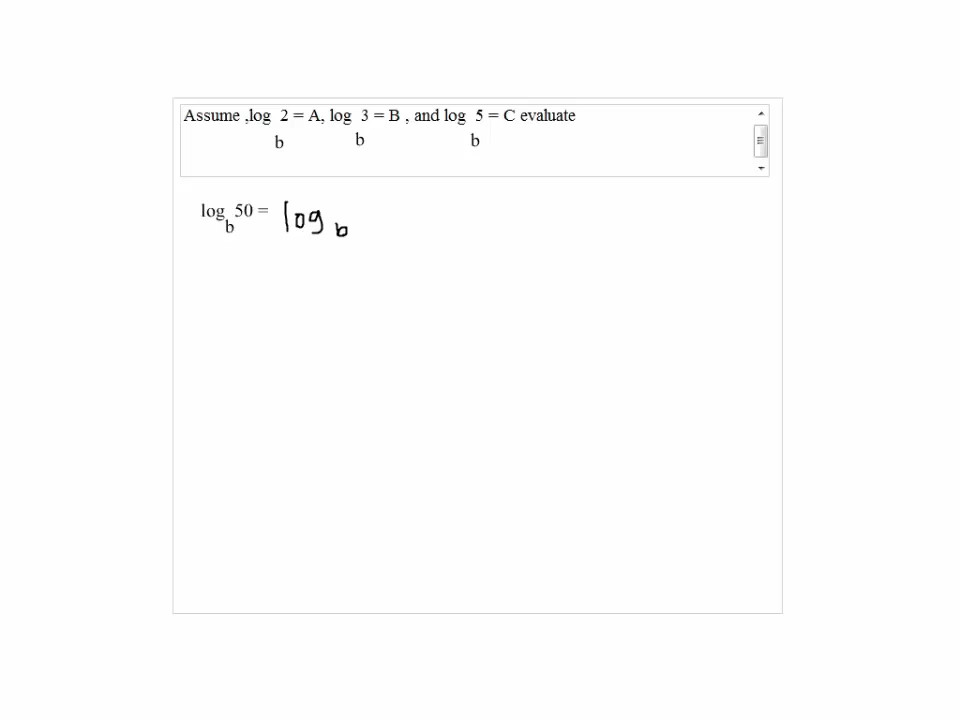 Assume ,log 2 = A, log 3 = B , and log 5 = C evaluate
b b b
log 50 = log b
b